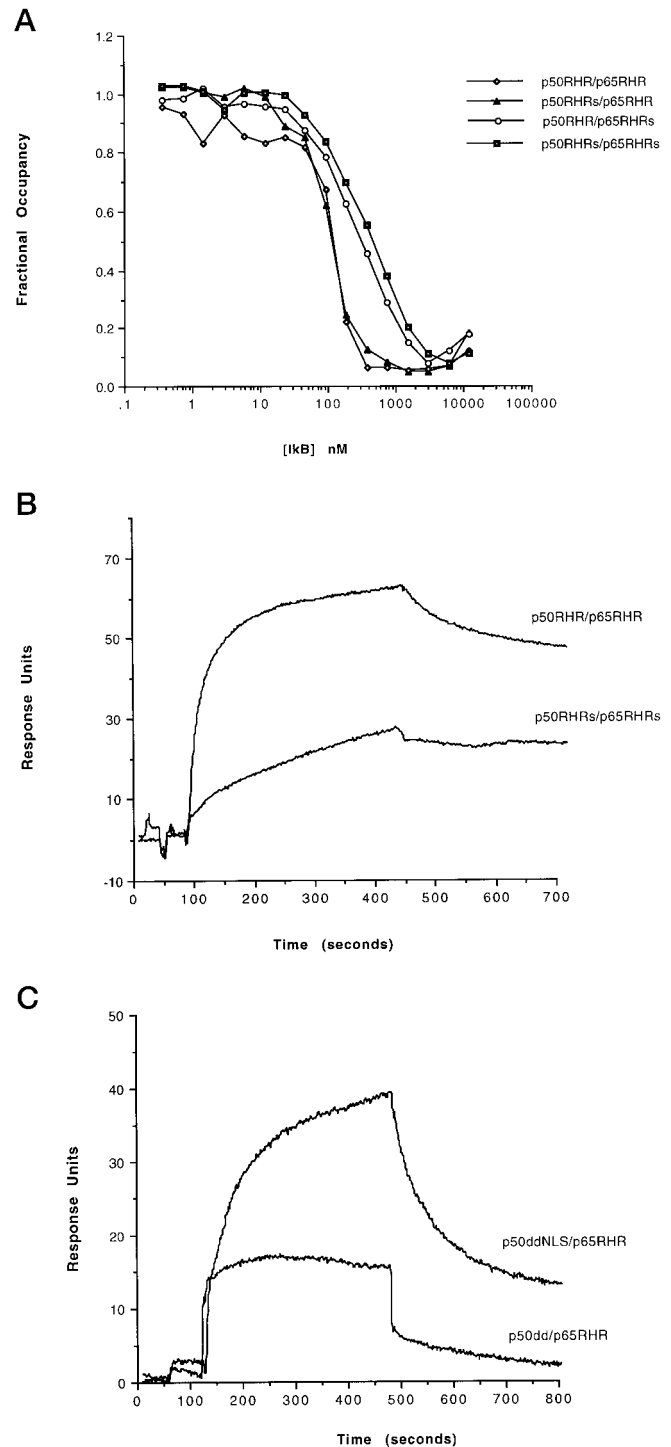 A
1.2
1.0
0.8
0.6
0.4
0.2
0.0
Fractional Occupancy
.1
1
10
100
1000
10000
100000
[IkB] nM
p50RHR/p65RHR
p50RHRs/p65RHR
p50RHR/p65RHRs
p50RHRs/p65RHRs
B
70
50
30
10
-10
Response Units
p50RHR/p65RHR
p50RHRs/p65RHRs
0
100
200
300
400
500
600
700
Time (seconds)
C
50
40
30
20
10
0
Response Units
p50ddNLS/p65RHR
p50dd/p65RHR
0
100
200
300
400
500
600
700
800
Time (seconds)